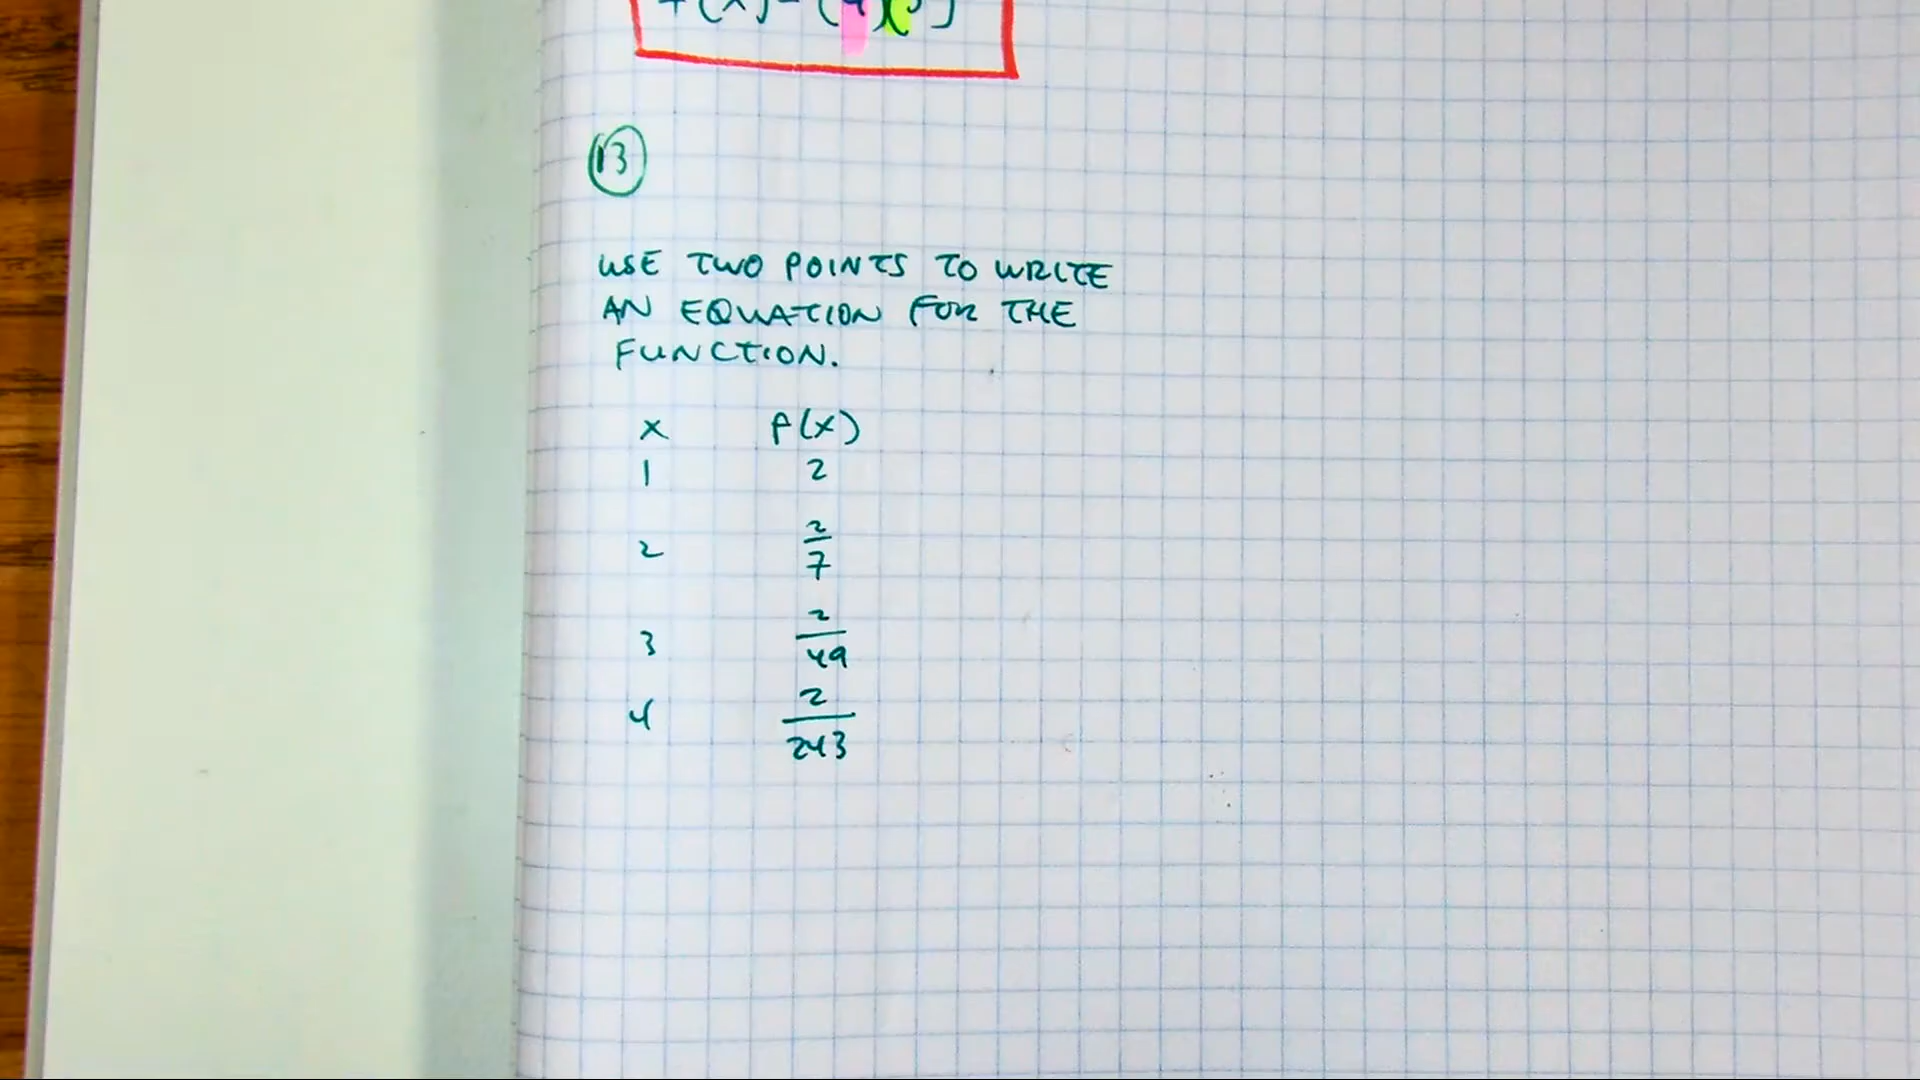 13
USE TWO POINTS TO WRITE
AN EQUATION FOR THE
FUNCTION.
x f(x)
1 2
2 2/7
3 2/49
4 2/243